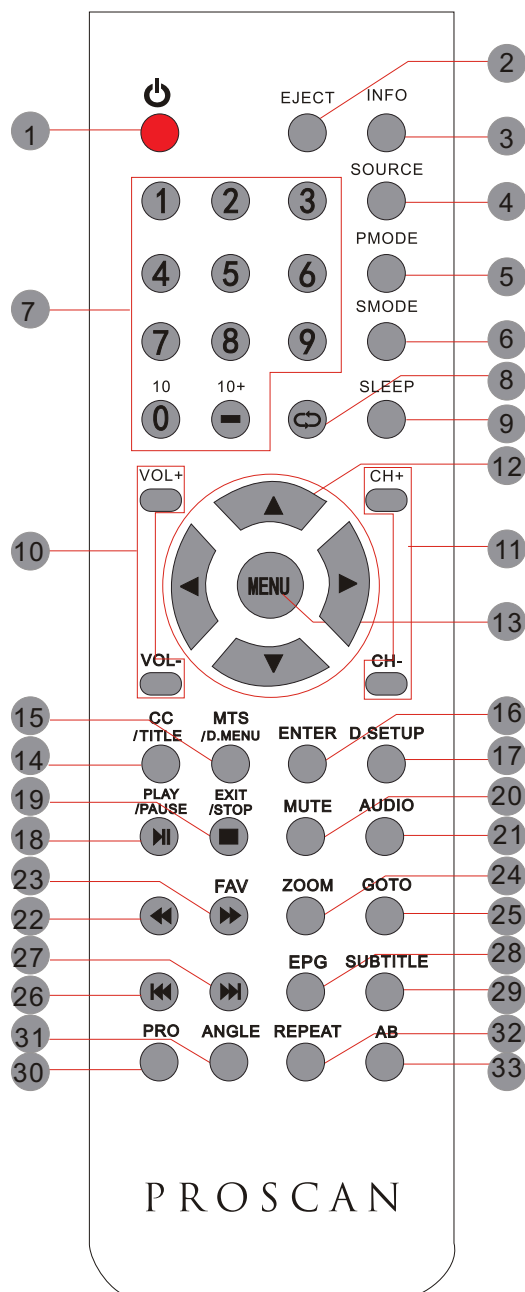 2
EJECT INFO
1
3
SOURCE
1 2 3
4
PMODE
4 5 6
5
7
SMODE
7 8 9
6
10 10+ SLEEP
8
0
9
VOL+ CH+
12
10
11
MENU
13
VOL- CH-
15
CC
/TITLE
MTS
/D.MENU
ENTER D.SETUP
16
14
17
19
PLAY
/PAUSE
EXIT
/STOP
MUTE AUDIO
20
18
21
23
FAV ZOOM GOTO
24
22
25
27
EPG SUBTITLE
28
26
29
31
PRO ANGLE REPEAT AB
32
30
33
PROSCAN